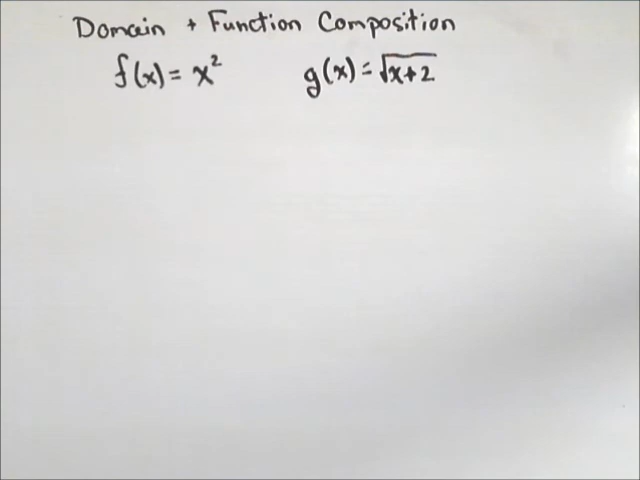 Domain + Function Composition
f(x) = x² g(x) = √x+2